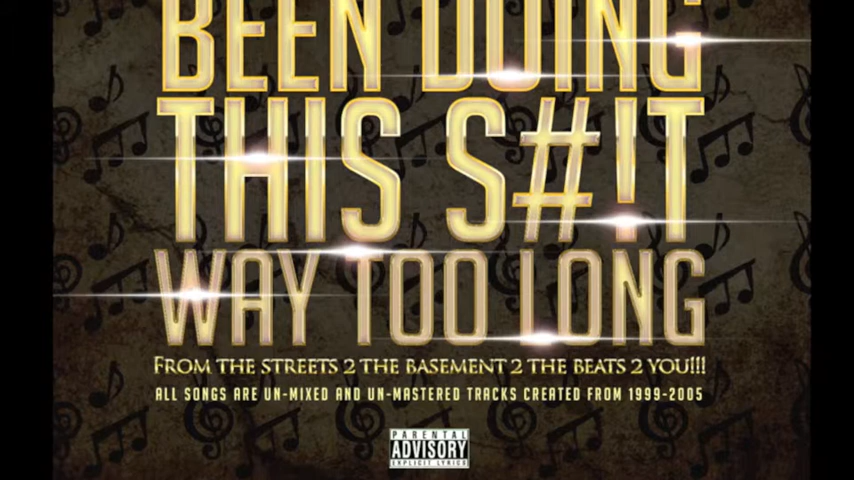 BEEN DOING
THIS S#!T
WAY TOO LONG
FROM THE STREETS 2 THE BASEMENT 2 THE BEATS 2 YOU!!!
ALL SONGS ARE UN-MIXED AND UN-MASTERED TRACKS CREATED FROM 1999-2005
PARENTAL
ADVISORY
EXPLICIT LYRICS